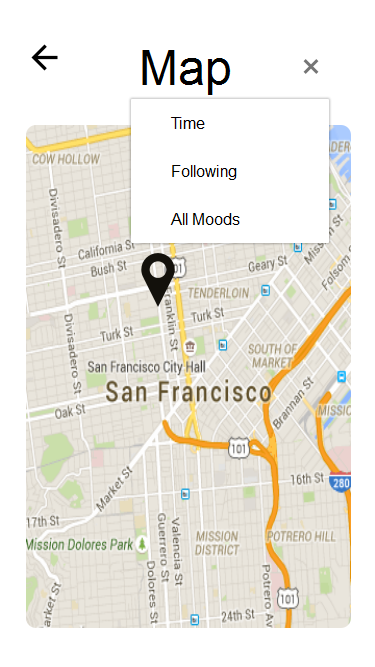 Map
Time
Following
All Moods
COW HOLLOW
Divisadero St
California St
Bush St
101
Geary St
Mission St
Folsom St
TENDERLOIN
Franklin St
Divisadero St
Turk St
Turk St
San Francisco City Hall
SOUTH OF
MARKET
San Francisco
Oak St
Brannan St
MISSIO
101
16th St
280
Market St
17th St
Mission Dolores Park
Guerrero St
Valencia St
MISSION
DISTRICT
POTRERO HILL
Dolores St
Market St
Potrero Av
101
24th St